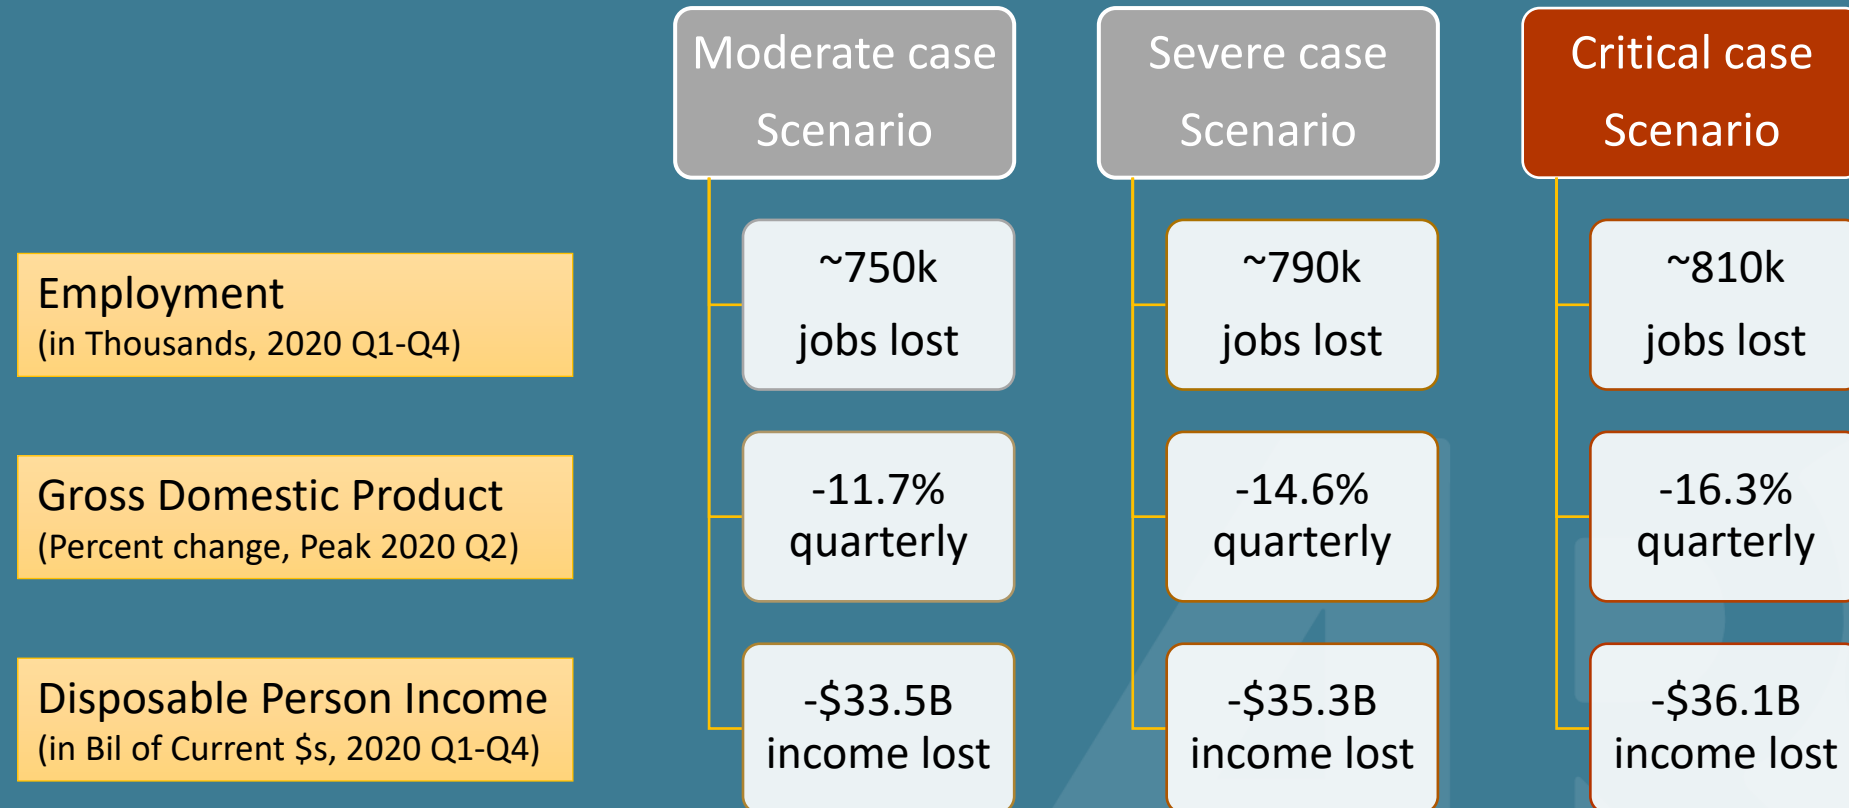 Moderate case
Scenario
Severe case
Scenario
Critical case
Scenario
Employment
(in Thousands, 2020 Q1-Q4)
~750k
jobs lost
~790k
jobs lost
~810k
jobs lost
Gross Domestic Product
(Percent change, Peak 2020 Q2)
-11.7%
quarterly
-14.6%
quarterly
-16.3%
quarterly
Disposable Person Income
(in Bil of Current $s, 2020 Q1-Q4)
-$33.5B
income lost
-$35.3B
income lost
-$36.1B
income lost